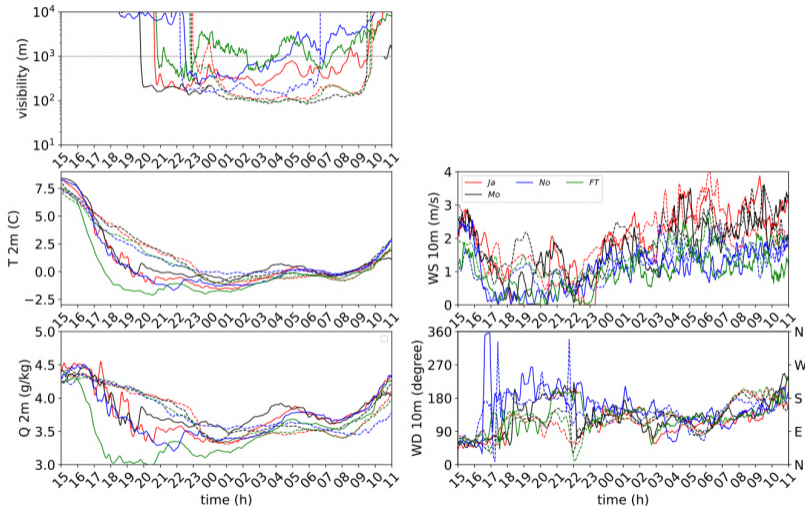 10⁴
10³
10²
10¹
visibility (m)
15 16 17 18 19 20 21 22 23 00 01 02 03 04 05 06 07 08 09 10 11
7.5
5.0
2.5
0.0
−2.5
T 2m (C)
15 16 17 18 19 20 21 22 23 00 01 02 03 04 05 06 07 08 09 10 11
4
3
2
1
0
WS 10m (m/s)
Ja No FT
Mo
15 16 17 18 19 20 21 22 23 00 01 02 03 04 05 06 07 08 09 10 11
5.0
4.5
4.0
3.5
3.0
Q 2m (g/kg)
15 16 17 18 19 20 21 22 23 00 01 02 03 04 05 06 07 08 09 10 11
time (h)
360
270
180
90
0
WD 10m (degree)
N
W
S
E
N
15 16 17 18 19 20 21 22 23 00 01 02 03 04 05 06 07 08 09 10 11
time (h)